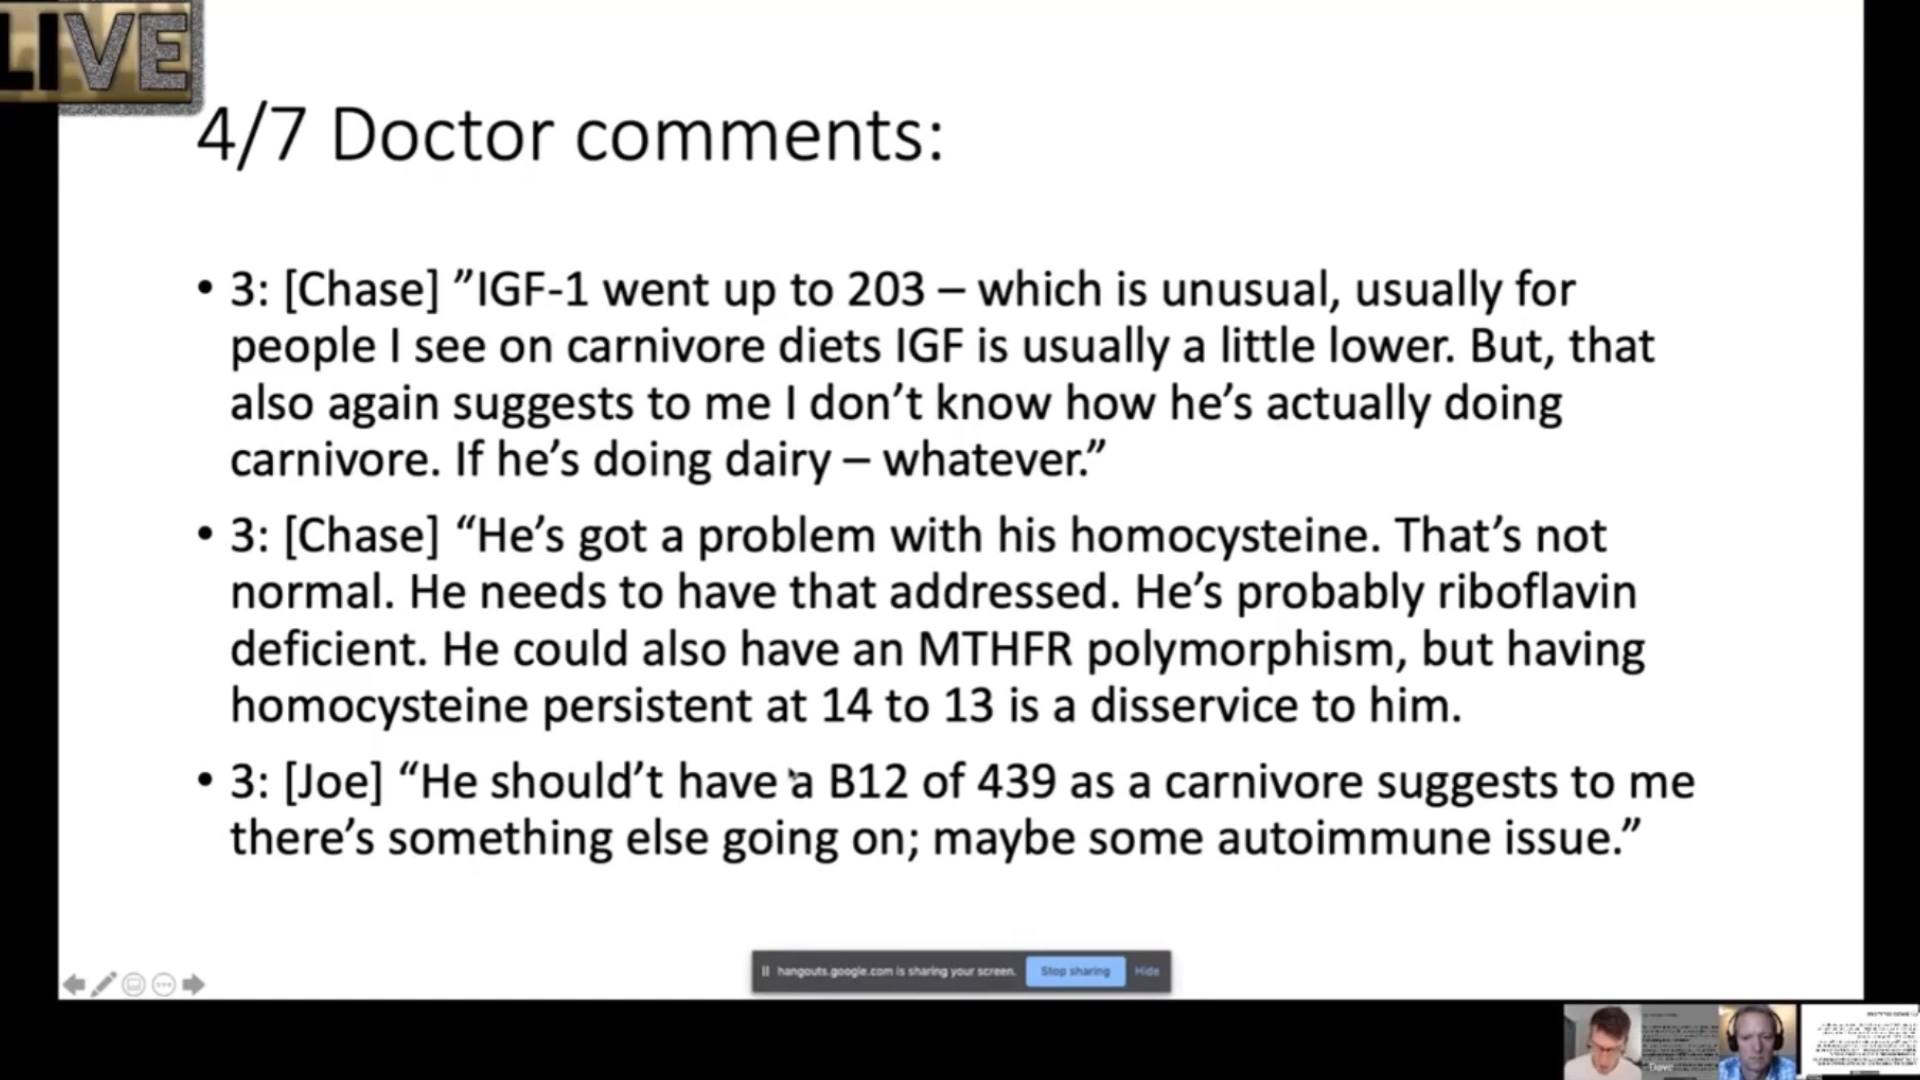 LIVE
4/7 Doctor comments:
• 3: [Chase] ”IGF-1 went up to 203 – which is unusual, usually for
people I see on carnivore diets IGF is usually a little lower. But, that
also again suggests to me I don’t know how he’s actually doing
carnivore. If he’s doing dairy – whatever.”
• 3: [Chase] “He’s got a problem with his homocysteine. That’s not
normal. He needs to have that addressed. He’s probably riboflavin
deficient. He could also have an MTHFR polymorphism, but having
homocysteine persistent at 14 to 13 is a disservice to him.
• 3: [Joe] “He should’t have a B12 of 439 as a carnivore suggests to me
there’s something else going on; maybe some autoimmune issue.”
hangouts.google.com is sharing your screen. Stop sharing Hide
Dave